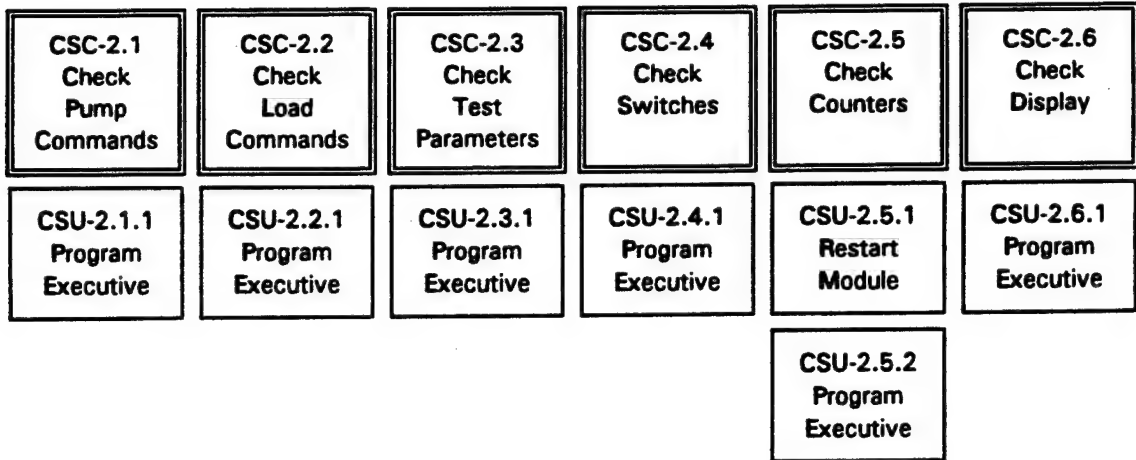 CSC-2.1
Check
Pump
Commands
CSC-2.2
Check
Load
Commands
CSC-2.3
Check
Test
Parameters
CSC-2.4
Check
Switches
CSC-2.5
Check
Counters
CSC-2.6
Check
Display
CSU-2.1.1
Program
Executive
CSU-2.2.1
Program
Executive
CSU-2.3.1
Program
Executive
CSU-2.4.1
Program
Executive
CSU-2.5.1
Restart
Module
CSU-2.6.1
Program
Executive
CSU-2.5.2
Program
Executive